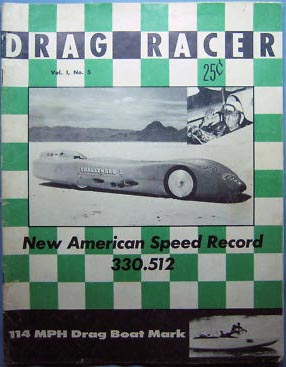 DRAG RACER
Vol. 1, No. 5
25¢
CHALLENGER I
New American Speed Record
330.512
114 MPH Drag Boat Mark